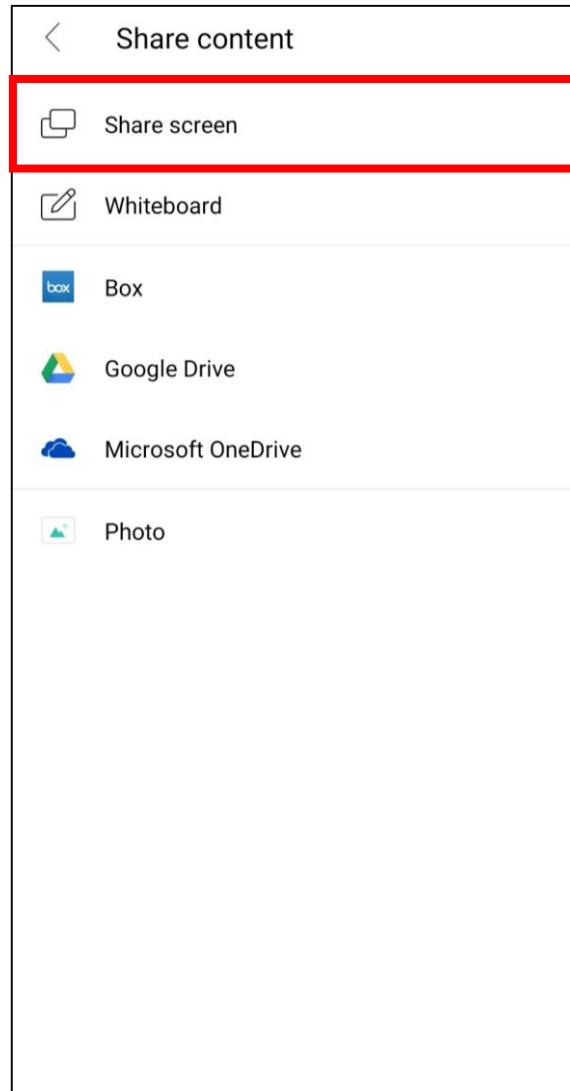 Share content
Share screen
Whiteboard
box Box
Google Drive
Microsoft OneDrive
Photo